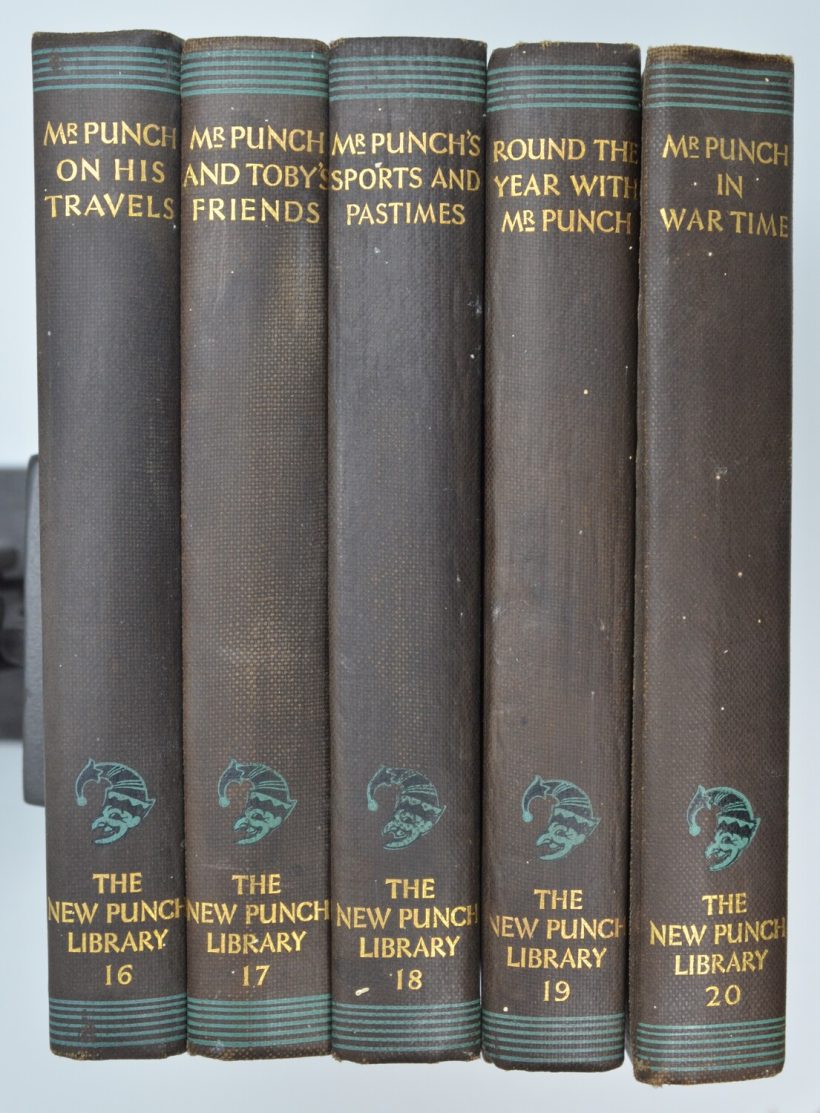 MR PUNCH
ON HIS
TRAVELS
THE
NEW PUNCH
LIBRARY
16
MR PUNCH
AND TOBY'S
FRIENDS
THE
NEW PUNCH
LIBRARY
17
MR PUNCH'S
SPORTS AND
PASTIMES
THE
NEW PUNCH
LIBRARY
18
ROUND THE
YEAR WITH
MR PUNCH
THE
NEW PUNCH
LIBRARY
19
MR PUNCH
IN
WAR TIME
THE
NEW PUNCH
LIBRARY
20